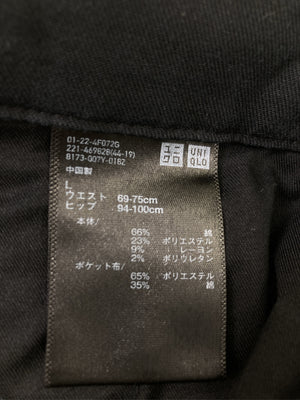 01-22-4F072G
221-469828(44-19)
8173-007Y-0182
ユニクロ
UNIQLO
中国製
L
ウエスト 69-75cm
ヒップ 94-100cm
本体/
66% 綿
23% ポリエステル
9% レーヨン
2% ポリウレタン
ポケット布/
65% ポリエステル
35% 綿